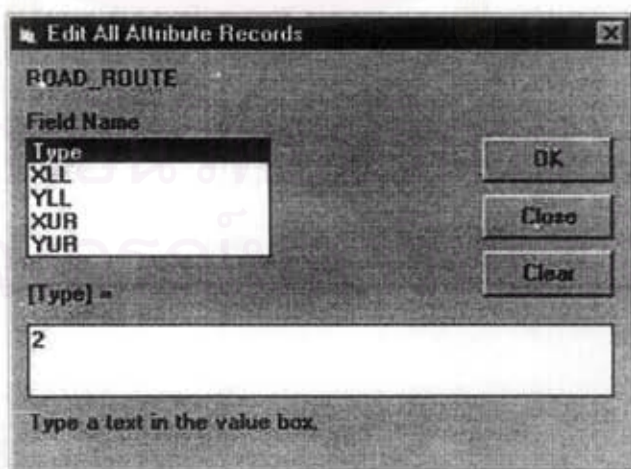 Edit All Attribute Records
ROAD_ROUTE
Field Name
Type
XLL
YLL
XUR
YUR
OK
Close
Clear
[Type] =
2
Type a text in the value box.